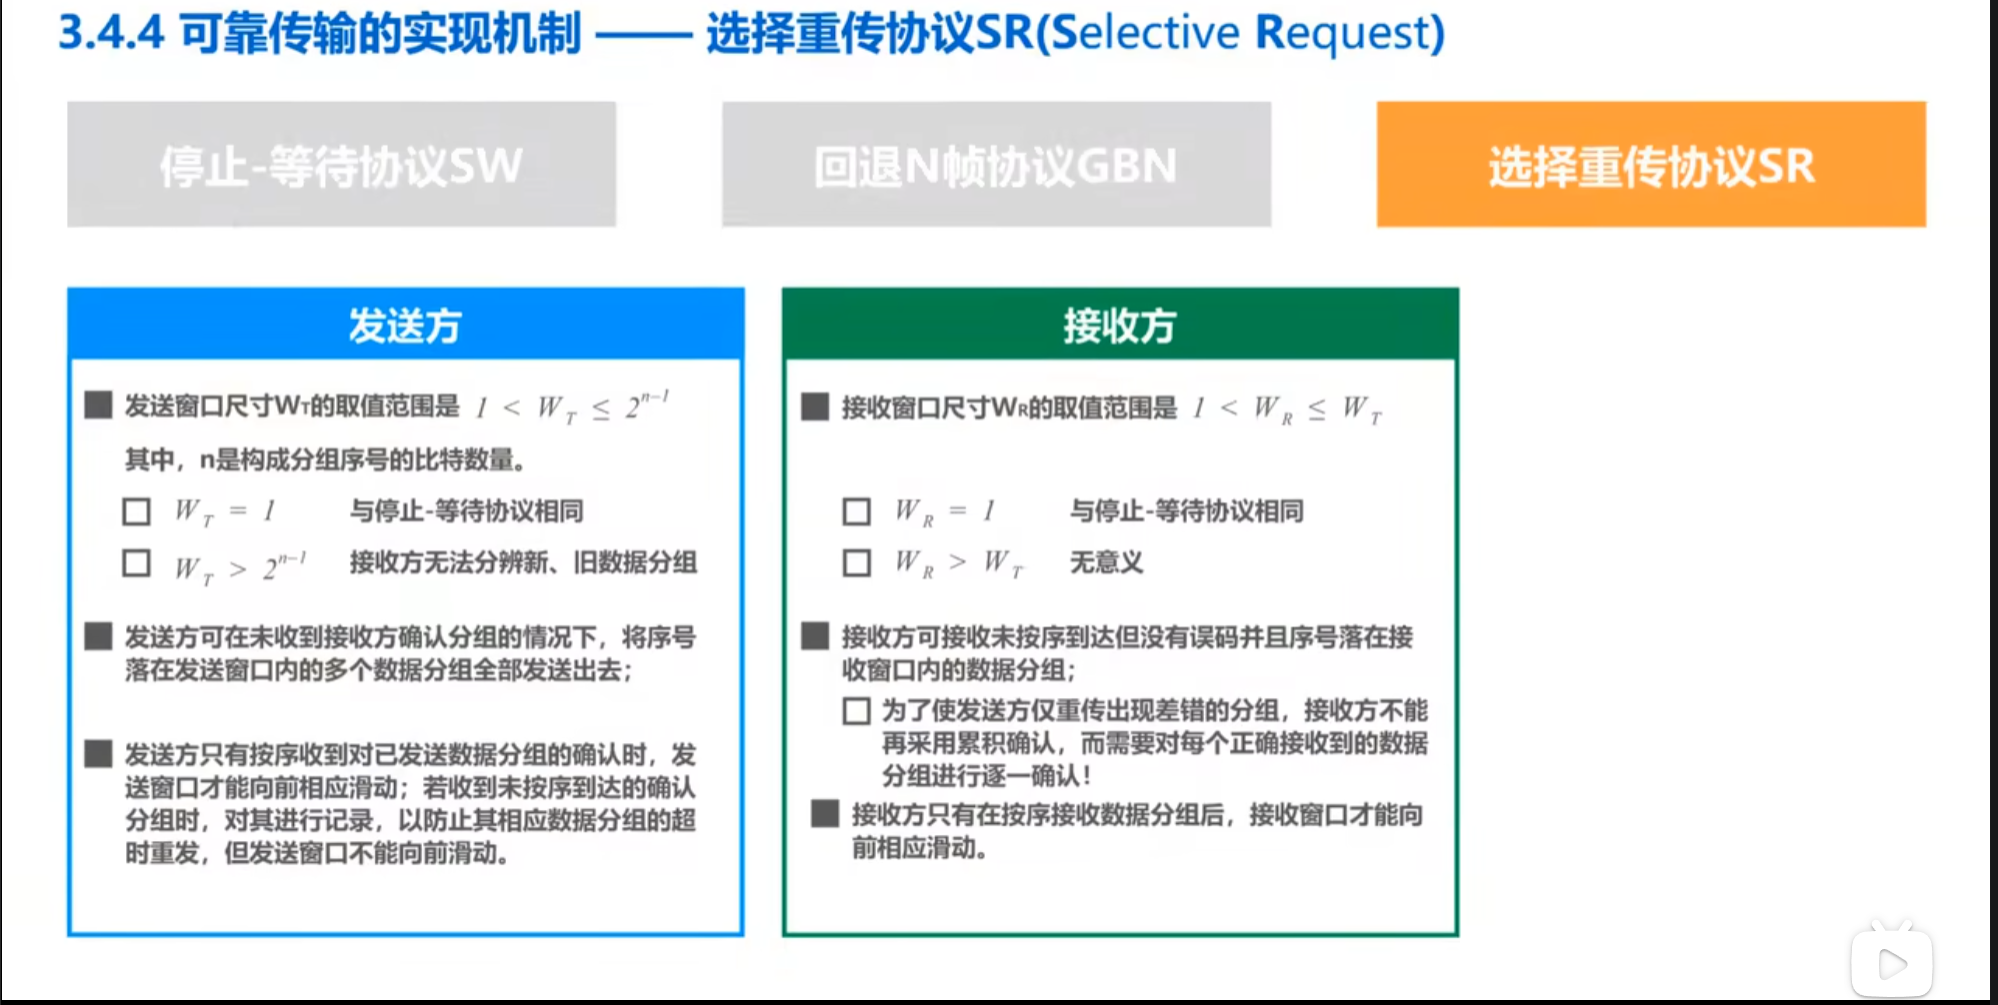 3.4.4 可靠传输的实现机制 —— 选择重传协议SR(Selective Request)
停止-等待协议SW
回退N帧协议GBN
选择重传协议SR
发送方
发送窗口尺寸WT的取值范围是 1 < W_T ≤ 2^{n-1}
其中，n是构成分组序号的比特数量。
W_T = 1 与停止-等待协议相同
W_T > 2^{n-1} 接收方无法分辨新、旧数据分组
发送方可在未收到接收方确认分组的情况下，将序号
落在发送窗口内的多个数据分组全部发送出去；
发送方只有按序收到对已发送数据分组的确认时，发
送窗口才能向前相应滑动；若收到未按序到达的确认
分组时，对其进行记录，以防止其相应数据分组的超
时重发，但发送窗口不能向前滑动。
接收方
接收窗口尺寸WR的取值范围是 1 < W_R ≤ W_T
W_R = 1 与停止-等待协议相同
W_R > W_T 无意义
接收方可接收未按序到达但没有误码并且序号落在接
收窗口内的数据分组；
为了使发送方仅重传出现差错的分组，接收方不能
再采用累积确认，而需要对每个正确接收到的数据
分组进行逐一确认！
接收方只有在按序接收数据分组后，接收窗口才能向
前相应滑动。